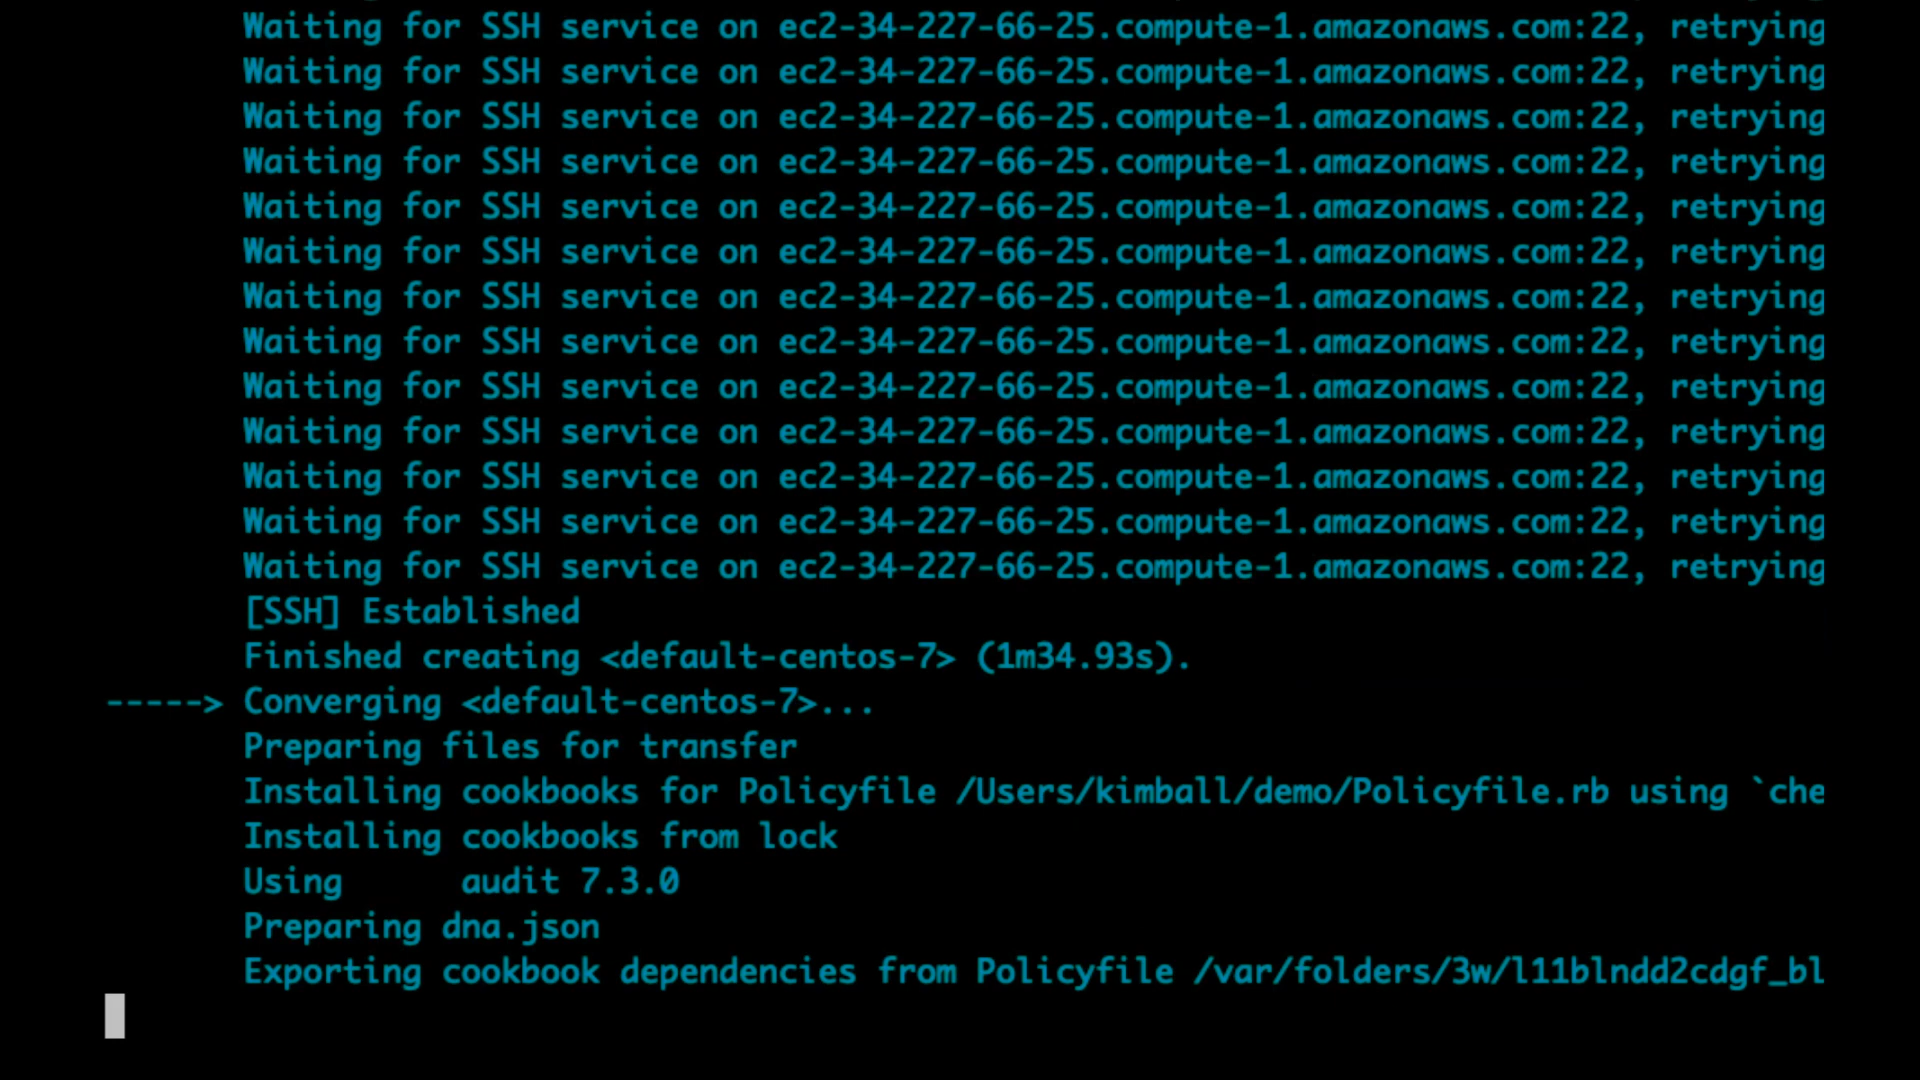 Waiting for SSH service on ec2-34-227-66-25.compute-1.amazonaws.com:22, retrying
Waiting for SSH service on ec2-34-227-66-25.compute-1.amazonaws.com:22, retrying
Waiting for SSH service on ec2-34-227-66-25.compute-1.amazonaws.com:22, retrying
Waiting for SSH service on ec2-34-227-66-25.compute-1.amazonaws.com:22, retrying
Waiting for SSH service on ec2-34-227-66-25.compute-1.amazonaws.com:22, retrying
Waiting for SSH service on ec2-34-227-66-25.compute-1.amazonaws.com:22, retrying
Waiting for SSH service on ec2-34-227-66-25.compute-1.amazonaws.com:22, retrying
Waiting for SSH service on ec2-34-227-66-25.compute-1.amazonaws.com:22, retrying
Waiting for SSH service on ec2-34-227-66-25.compute-1.amazonaws.com:22, retrying
Waiting for SSH service on ec2-34-227-66-25.compute-1.amazonaws.com:22, retrying
Waiting for SSH service on ec2-34-227-66-25.compute-1.amazonaws.com:22, retrying
Waiting for SSH service on ec2-34-227-66-25.compute-1.amazonaws.com:22, retrying
Waiting for SSH service on ec2-34-227-66-25.compute-1.amazonaws.com:22, retrying
[SSH] Established
Finished creating <default-centos-7> (1m34.93s).
-----> Converging <default-centos-7>...
Preparing files for transfer
Installing cookbooks for Policyfile /Users/kimball/demo/Policyfile.rb using `che
Installing cookbooks from lock
Using      audit 7.3.0
Preparing dna.json
Exporting cookbook dependencies from Policyfile /var/folders/3w/l11blndd2cdgf_bl